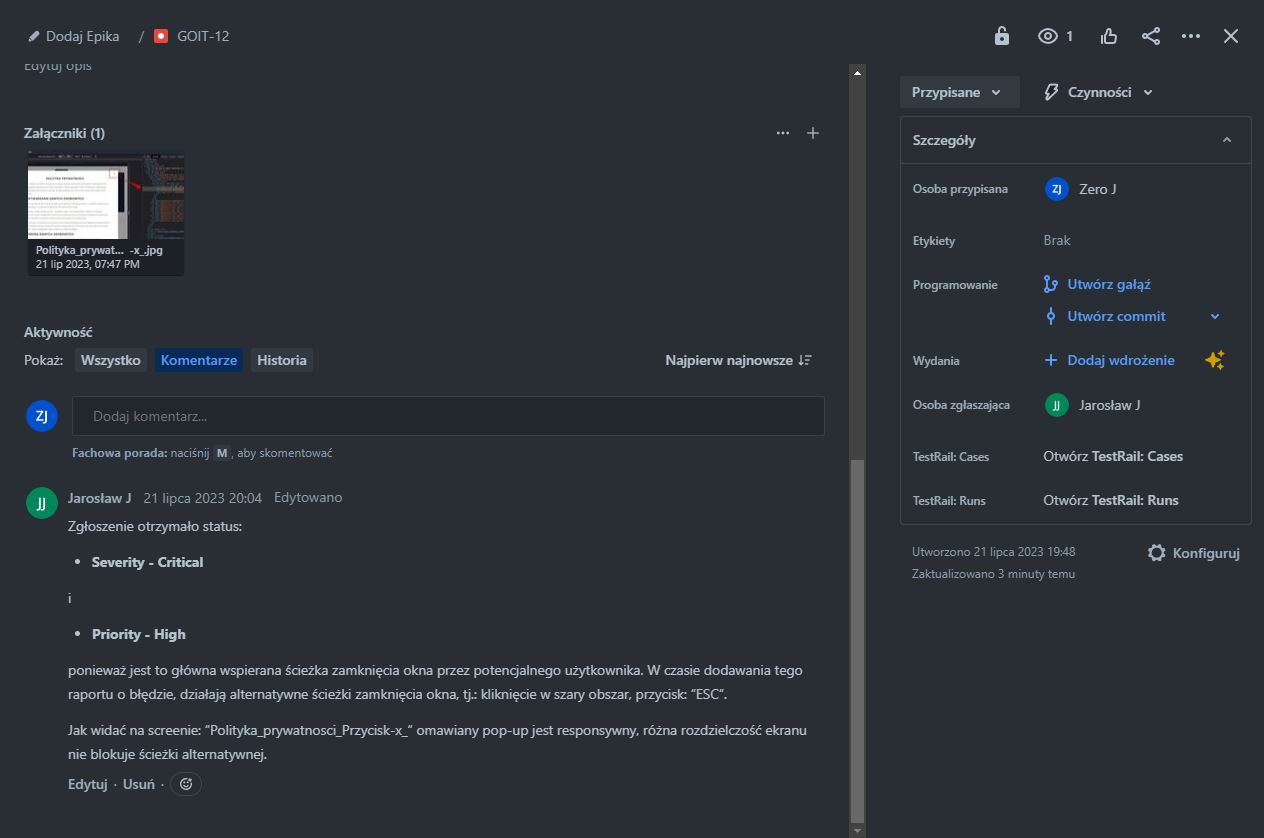 Dodaj Epika / GOIT-12
1
Edytuj opis
Załączniki (1)
POLITYKA PRYWATNOŚCI
Polityka_prywat... -x_.jpg
21 lip 2023, 07:47 PM
Aktywność
Pokaż: Wszystko Komentarze Historia Najpierw najnowsze
ZJ Dodaj komentarz...
Fachowa porada: naciśnij M, aby skomentować
JJ Jarosław J 21 lipca 2023 20:04 Edytowano
Zgłoszenie otrzymało status:
• Severity - Critical
i
• Priority - High
ponieważ jest to główna wspierana ścieżka zamknięcia okna przez potencjalnego użytkownika. W czasie dodawania tego
raportu o błędzie, działają alternatywne ścieżki zamknięcia okna, tj.: kliknięcie w szary obszar, przycisk: “ESC”.
Jak widać na screenie: “Polityka_prywatnosci_Przycisk-x_“ omawiany pop-up jest responsywny, różna rozdzielczość ekranu
nie blokuje ścieżki alternatywnej.
Edytuj · Usuń ·
Przypisane Czynności
Szczegóły
Osoba przypisana ZJ Zero J
Etykiety Brak
Programowanie Utwórz gałąź
Utwórz commit
Wydania Dodaj wdrożenie
Osoba zgłaszająca JJ Jarosław J
TestRail: Cases Otwórz TestRail: Cases
TestRail: Runs Otwórz TestRail: Runs
Utworzono 21 lipca 2023 19:48
Konfiguruj
Zaktualizowano 3 minuty temu